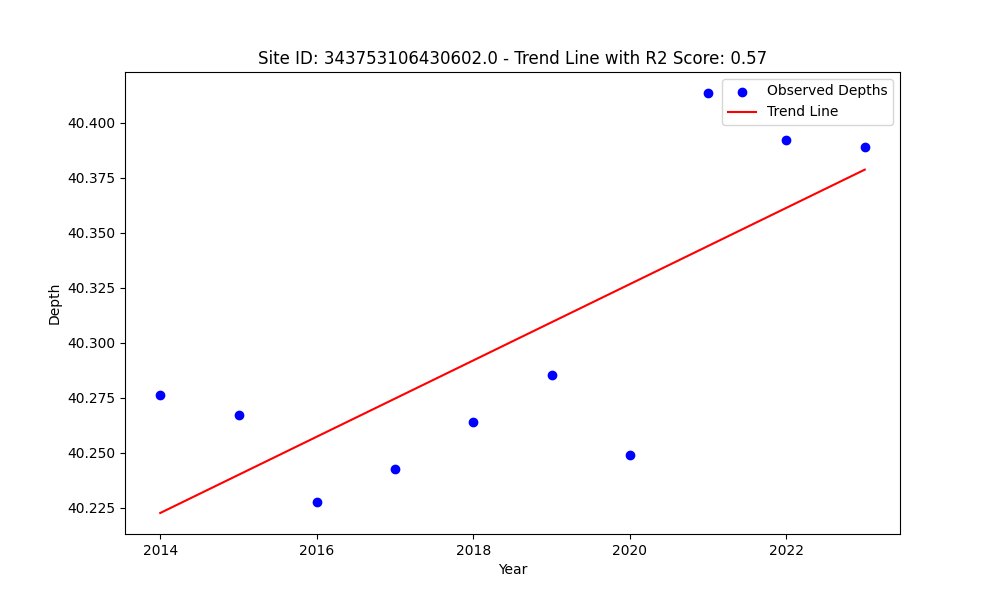 Site ID: 343753106430602.0 - Trend Line with R2 Score: 0.57
Observed Depths
Trend Line
40.400
40.375
40.350
40.325
40.300
40.275
40.250
40.225
Depth
2014
2016
2018
2020
2022
Year